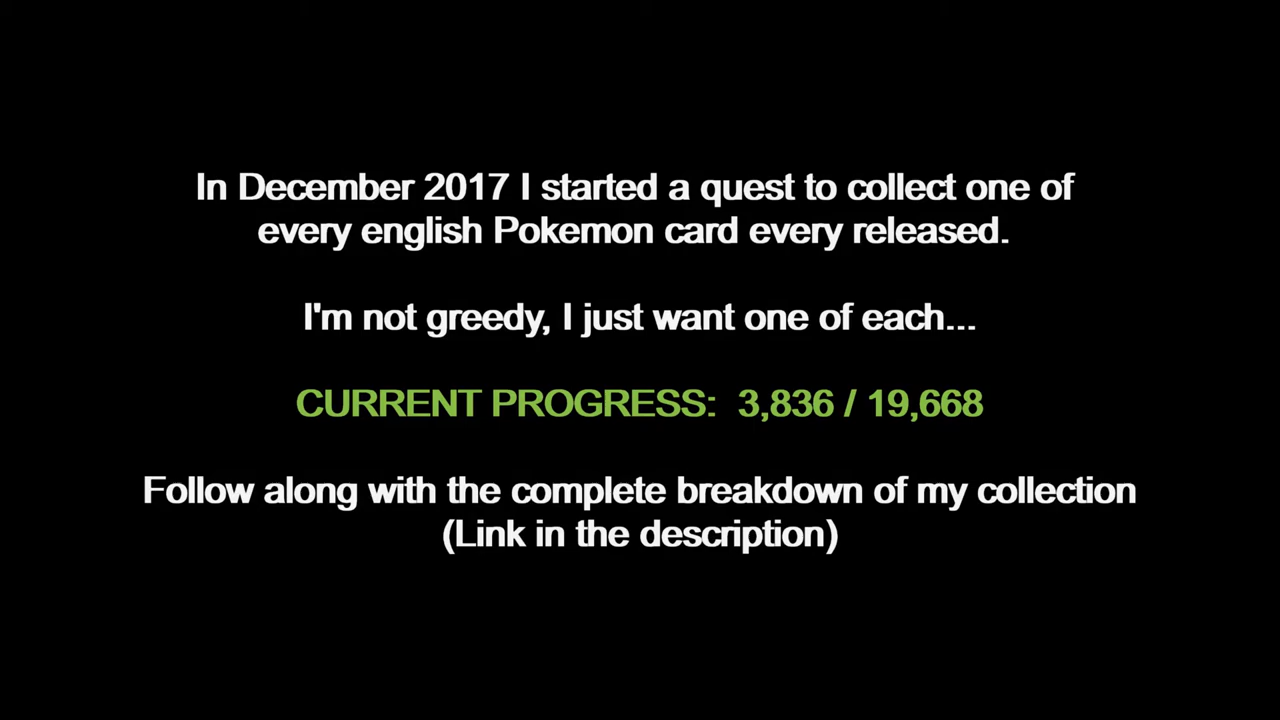 In December 2017 I started a quest to collect one of
every english Pokemon card every released.
I'm not greedy, I just want one of each...
CURRENT PROGRESS: 3,836 / 19,668
Follow along with the complete breakdown of my collection
(Link in the description)